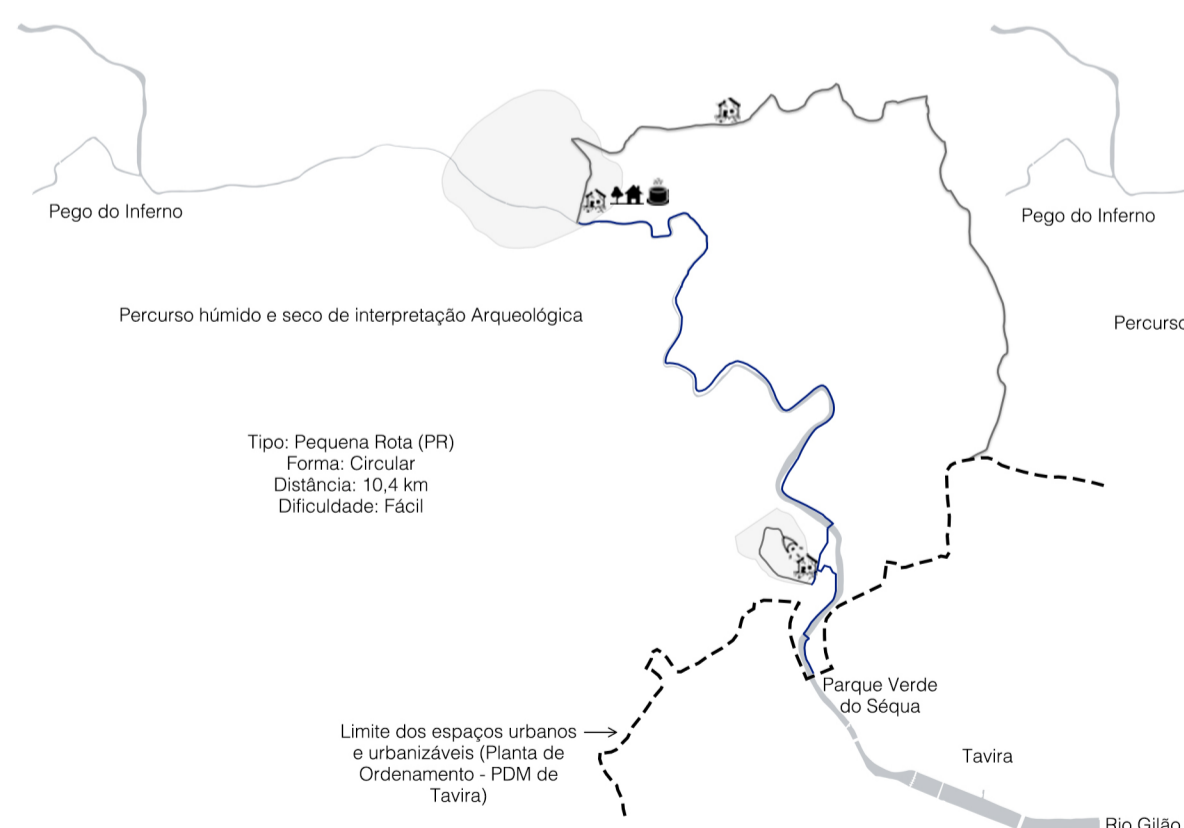 Pego do Inferno
Pego do Inferno
Percurso húmido e seco de interpretação Arqueológica
Percurso
Tipo: Pequena Rota (PR)
Forma: Circular
Distância: 10,4 km
Dificuldade: Fácil
Parque Verde
do Séqua
Limite dos espaços urbanos
e urbanizáveis (Planta de
Ordenamento - PDM de
Tavira)
Tavira
Rio Gilão